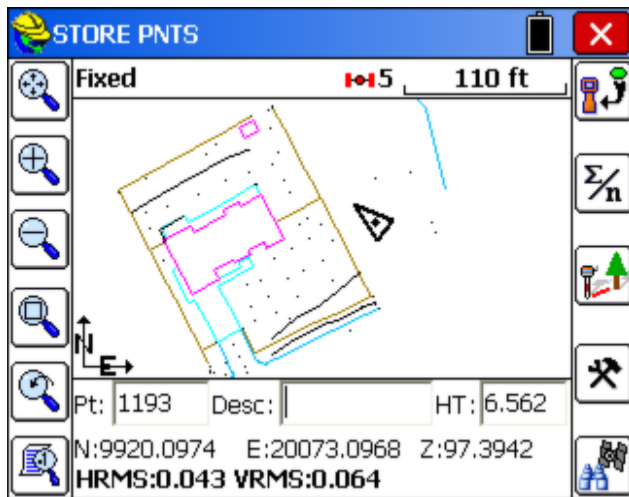 STORE PNTS
Fixed 5 110 ft
Σ/n
N
E
Pt: 1193 Desc: HT: 6.562
N:9920.0974 E:20073.0968 Z:97.3942
HRMS:0.043 VRMS:0.064